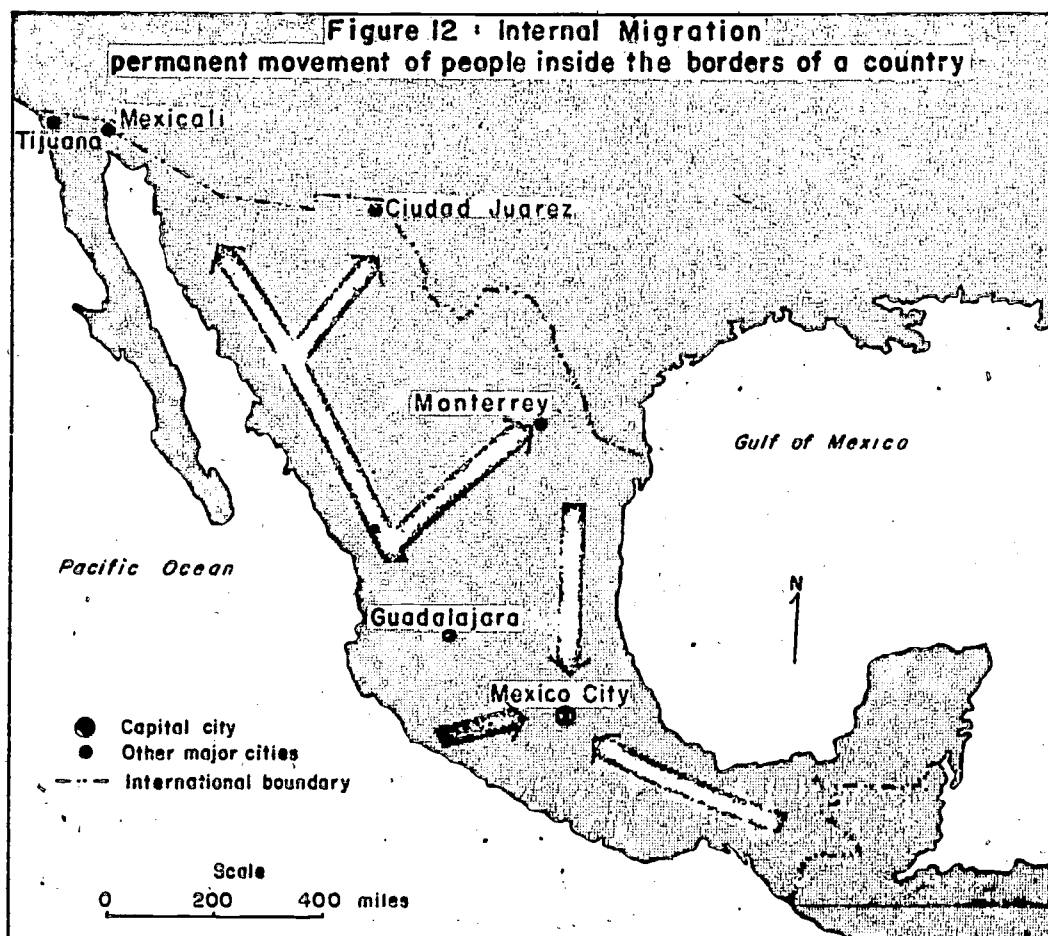 Figure 12 : Internal Migration
permanent movement of people inside the borders of a country
Mexicali
Tijuana
Ciudad Juarez
Monterrey
Gulf of Mexico
Pacific Ocean
N
Guadalajara
Mexico City
Capital city
Other major cities
International boundary
Scale
0 200 400 miles